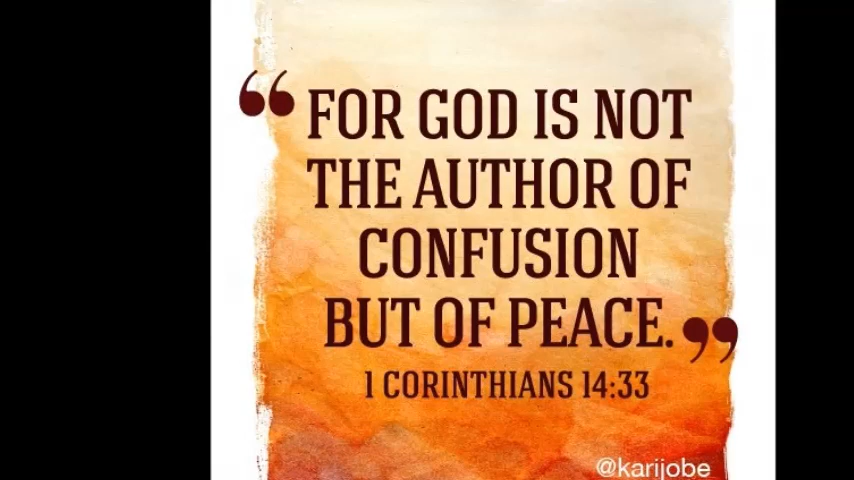 “FOR GOD IS NOT
THE AUTHOR OF
CONFUSION
BUT OF PEACE.”
1 CORINTHIANS 14:33
@karijobe